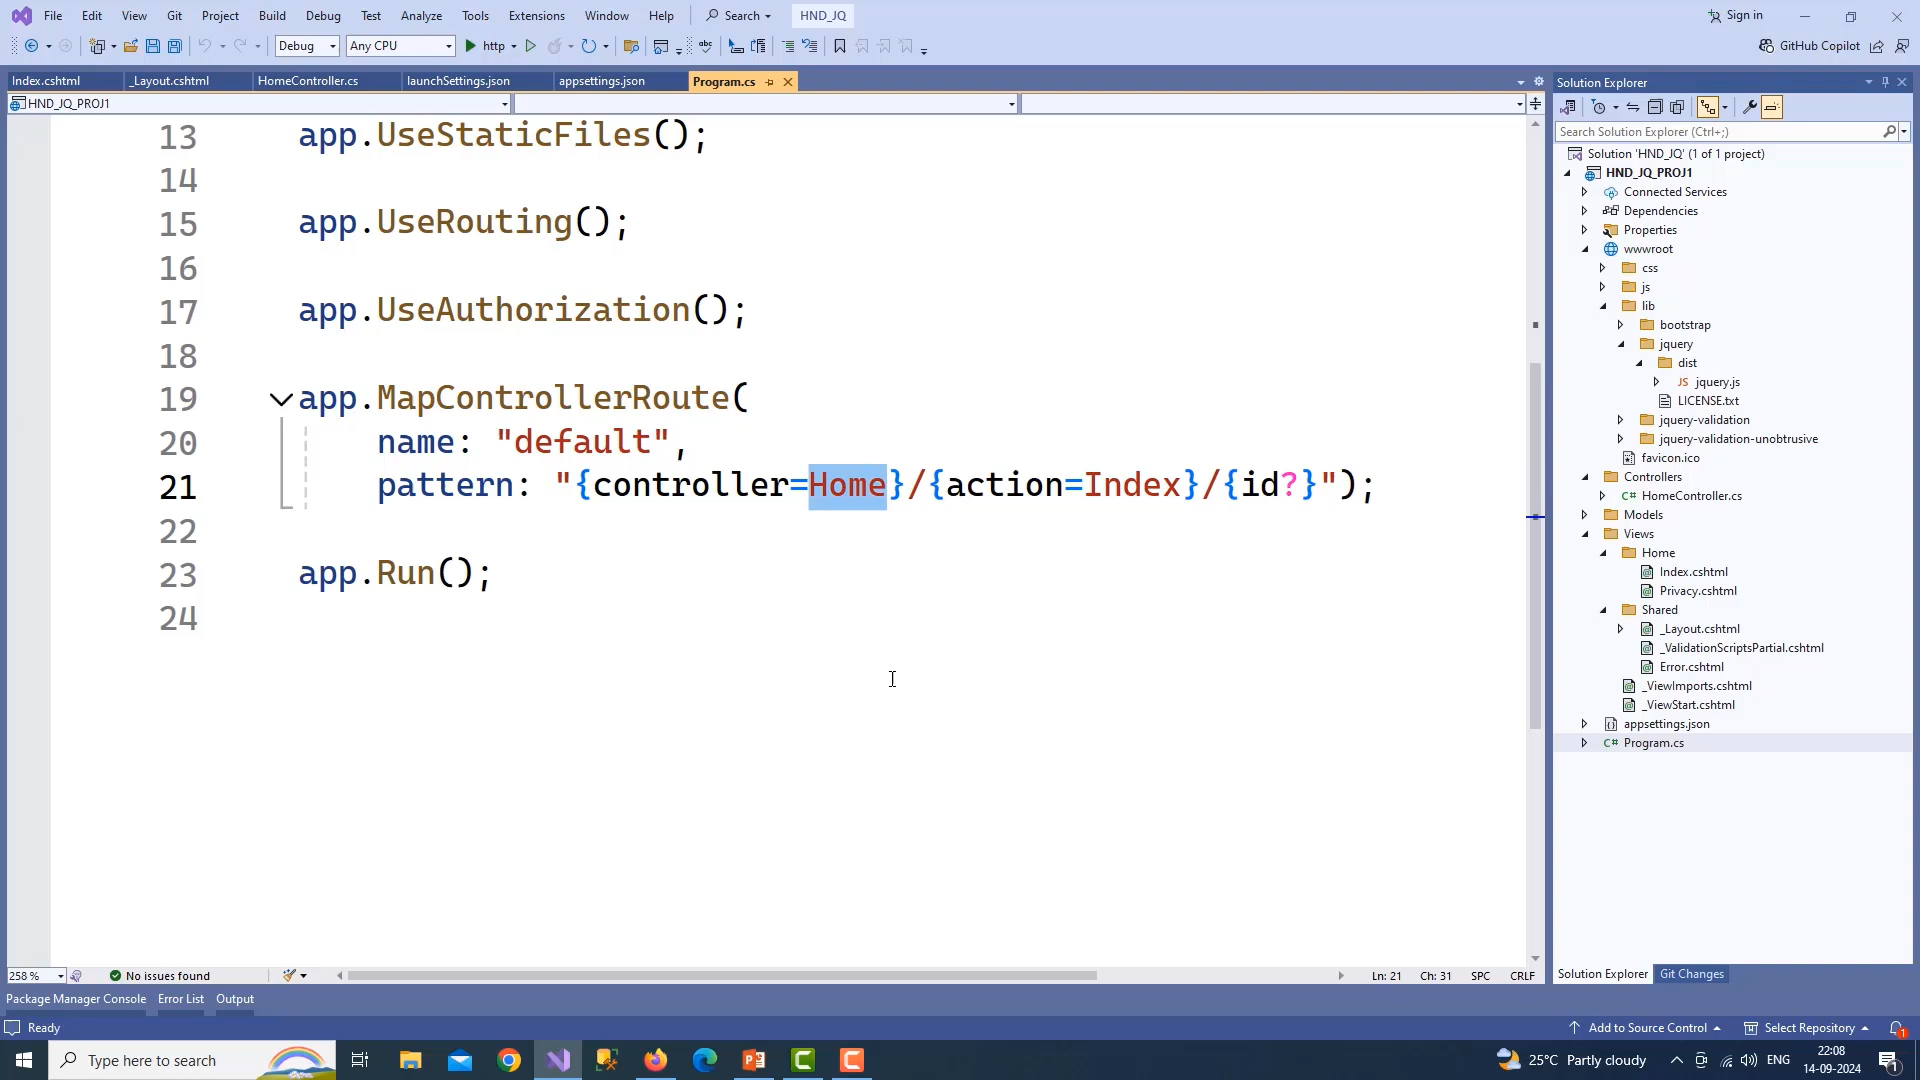 File Edit View Git Project Build Debug Test Analyze Tools Extensions Window Help Search HND_JQ Sign in
Debug Any CPU http GitHub Copilot
Index.cshtml _Layout.cshtml HomeController.cs launchSettings.json appsettings.json Program.cs
HND_JQ_PROJ1
13 app.UseStaticFiles();
14
15 app.UseRouting();
16
17 app.UseAuthorization();
18
19 app.MapControllerRoute(
20 name: "default",
21 pattern: "{controller=Home}/{action=Index}/{id?}");
22
23 app.Run();
24
258 % No issues found Ln: 21 Ch: 31 SPC CRLF
Solution Explorer
Search Solution Explorer (Ctrl+;)
Solution 'HND_JQ' (1 of 1 project)
HND_JQ_PROJ1
Connected Services
Dependencies
Properties
wwwroot
css
js
lib
bootstrap
jquery
dist
JS jquery.js
LICENSE.txt
jquery-validation
jquery-validation-unobtrusive
favicon.ico
Controllers
C# HomeController.cs
Models
Views
Home
Index.cshtml
Privacy.cshtml
Shared
_Layout.cshtml
_ValidationScriptsPartial.cshtml
Error.cshtml
_ViewImports.cshtml
_ViewStart.cshtml
appsettings.json
C# Program.cs
Solution Explorer Git Changes
Package Manager Console Error List Output
Ready Add to Source Control Select Repository 1
Type here to search 25°C Partly cloudy ENG 22:08
14-09-2024 1